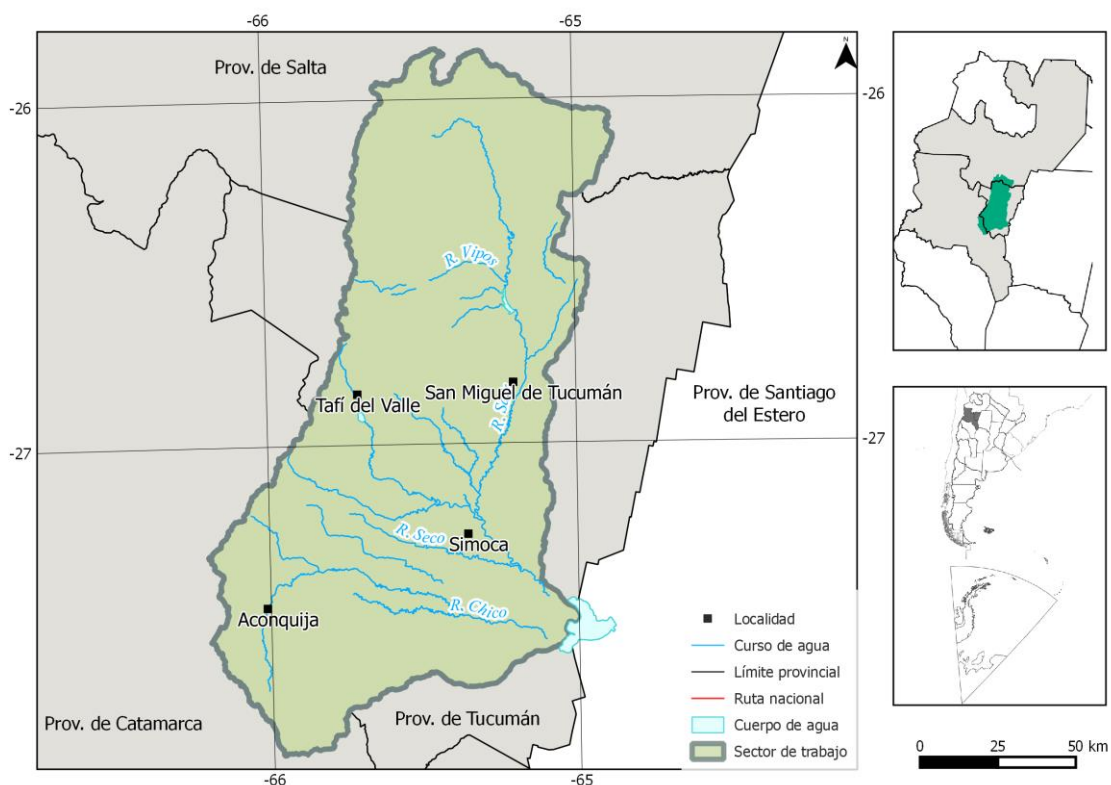 -66
-65
Prov. de Salta
N
-26
-26
-26
R. Vipos
San Miguel de Tucumán
Tafí del Valle
Prov. de Santiago
del Estero
-27
-27
R. Seco
Simoca
R. Chico
Aconquija
Localidad
Curso de agua
Límite provincial
Ruta nacional
Cuerpo de agua
Sector de trabajo
Prov. de Catamarca
Prov. de Tucumán
-66
-65
0
25
50 km